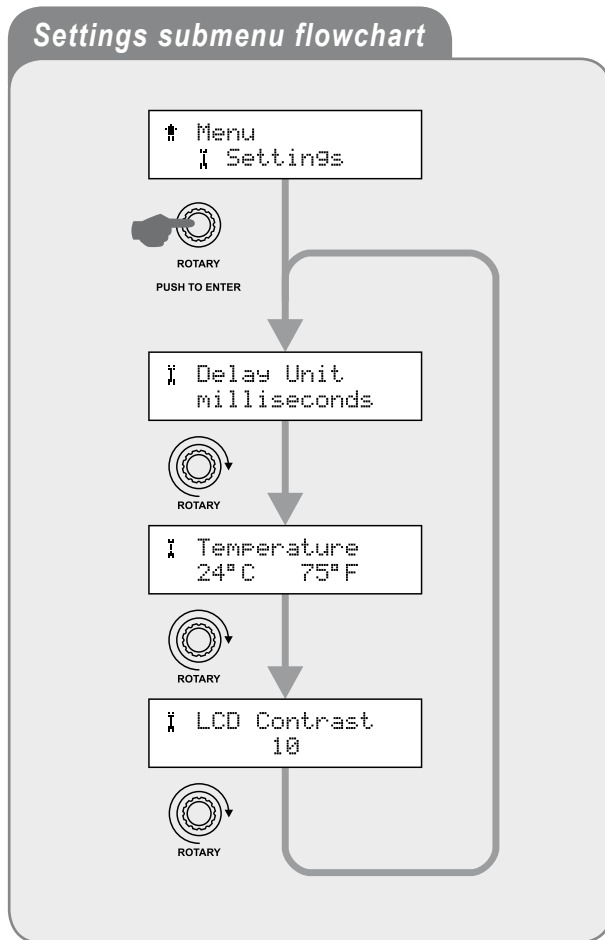 Settings submenu flowchart
Menu
Settings
ROTARY
PUSH TO ENTER
Delay Unit
milliseconds
ROTARY
Temperature
24°C 75°F
ROTARY
LCD Contrast
10
ROTARY